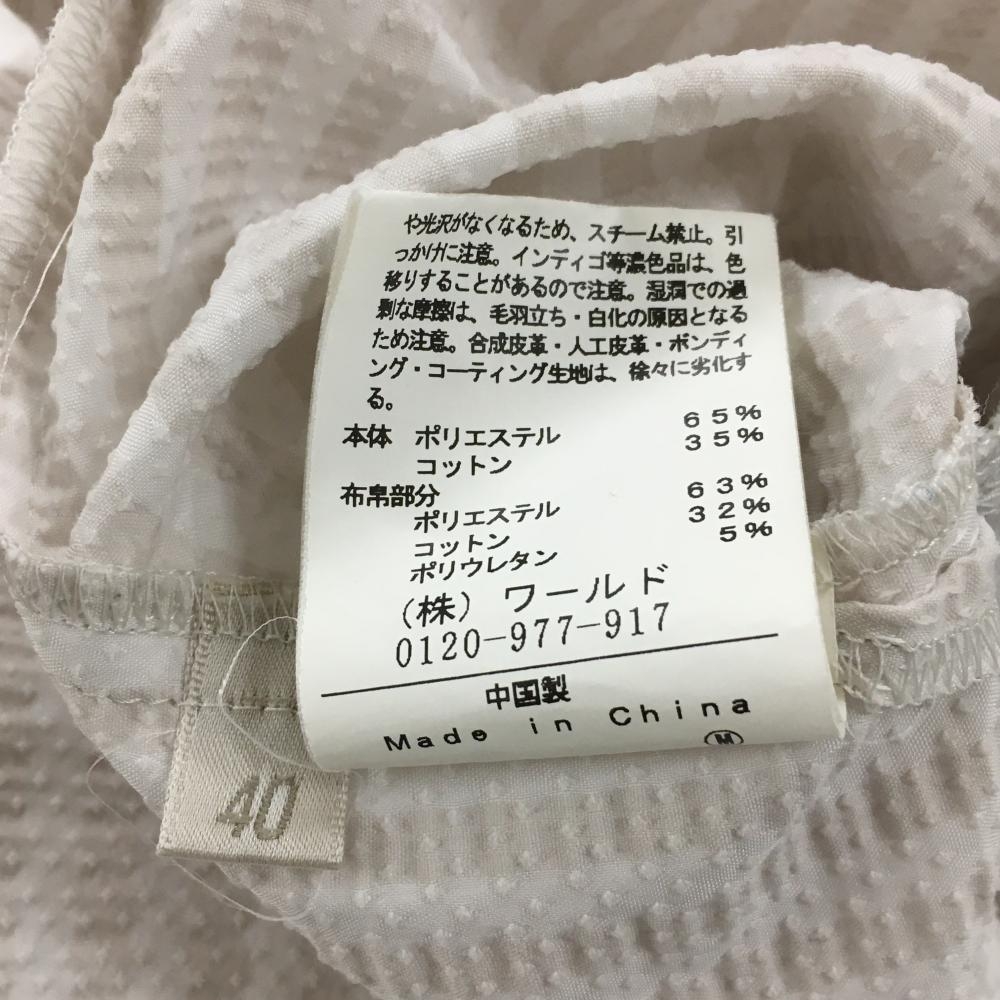 や光沢がなくなるため、スチーム禁止。引
っかけに注意。インディゴ等濃色品は、色
移りすることがあるので注意。湿潤での過
剰な摩擦は、毛羽立ち・白化の原因となる
ため注意。合成皮革・人工皮革・ボンディ
ング・コーティング生地は、徐々に劣化す
る。
本体 ポリエステル 65%
コットン 35%
布帛部分
ポリエステル 63%
コットン 32%
ポリウレタン 5%
（株）ワールド
0120-977-917
中国製
Made in China
M
40